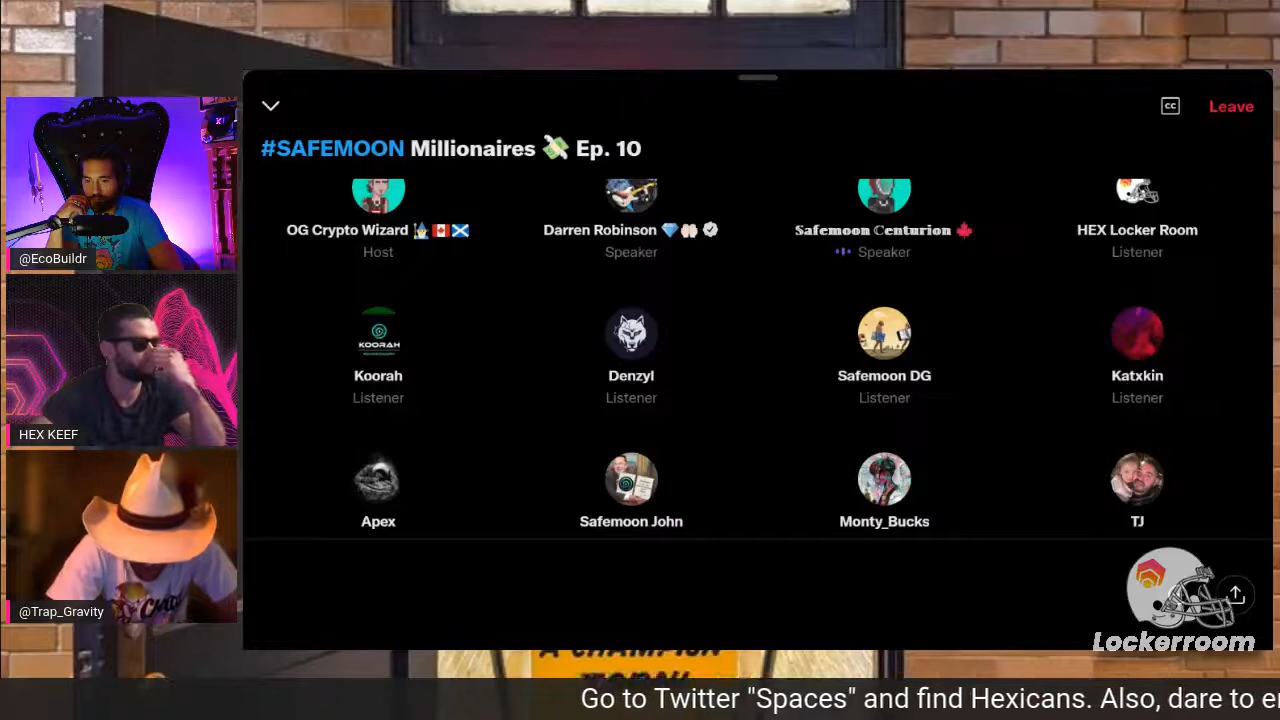 Leave
#SAFEMOON Millionaires 💸 Ep. 10
OG Crypto Wizard 🧙‍♂️🇨🇦🏴󠁧󠁢󠁳󠁣󠁴󠁿
Host
Darren Robinson 💎🙌🏻
Speaker
𝕾𝖆𝖋𝖊𝖒𝖔𝖔𝖓 ℂ𝖊𝖓𝖙𝖚𝖗𝖎𝖔𝖓 🍁
Speaker
HEX Locker Room
Listener
KOORAH
Koorah
Listener
Denzyl
Listener
Safemoon DG
Listener
Katxkin
Listener
Apex
Safemoon John
Monty_Bucks
TJ
@EcoBuildr
HEX KEEF
@Trap_Gravity
Lockerroom
A CHAMPION
Go to Twitter "Spaces" and find Hexicans. Also, dare to